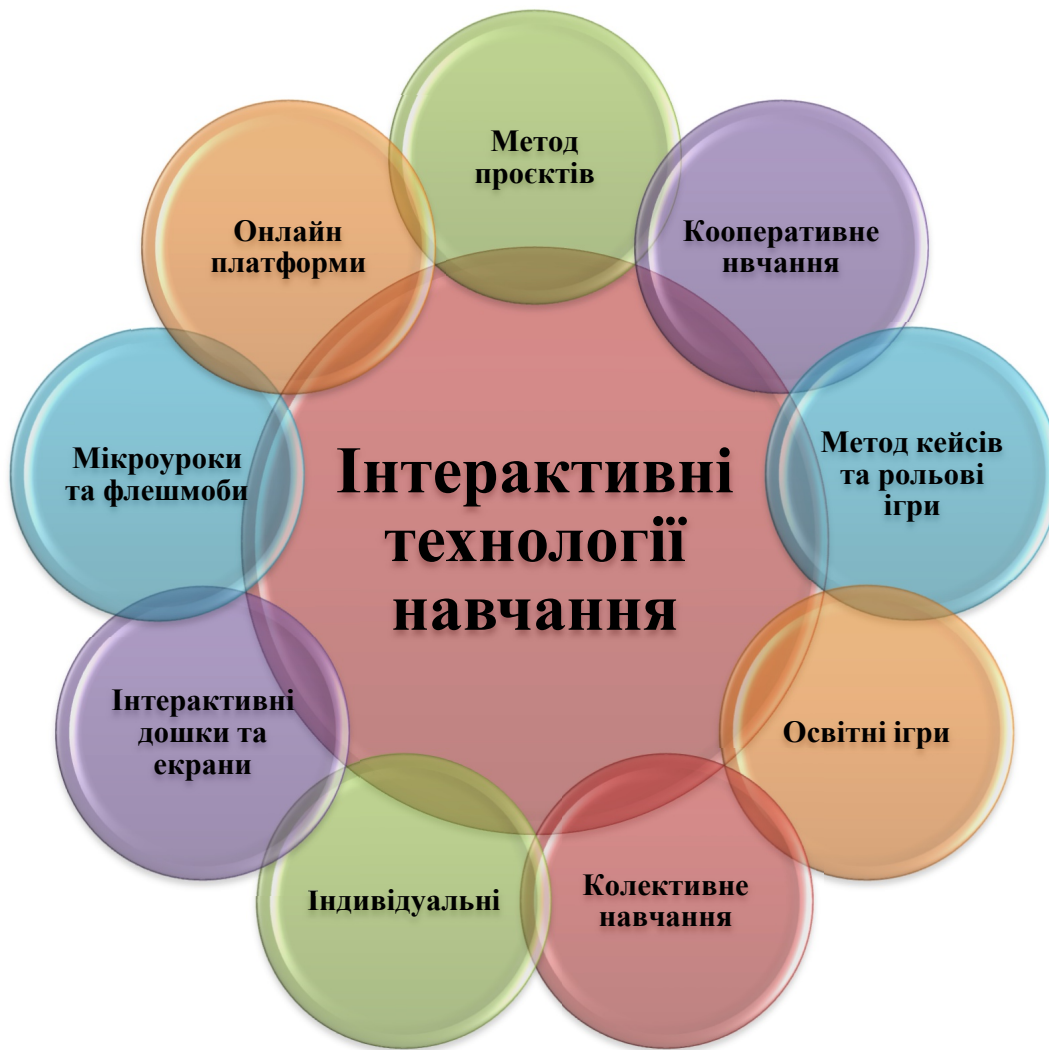 Метод
проєктів
Кооперативне
нвчання
Метод кейсів
та рольові
ігри
Освітні ігри
Колективне
навчання
Індивідуальні
Інтерактивні
дошки та
екрани
Мікроуроки
та флешмоби
Онлайн
платформи
Інтерактивні
технології
навчання